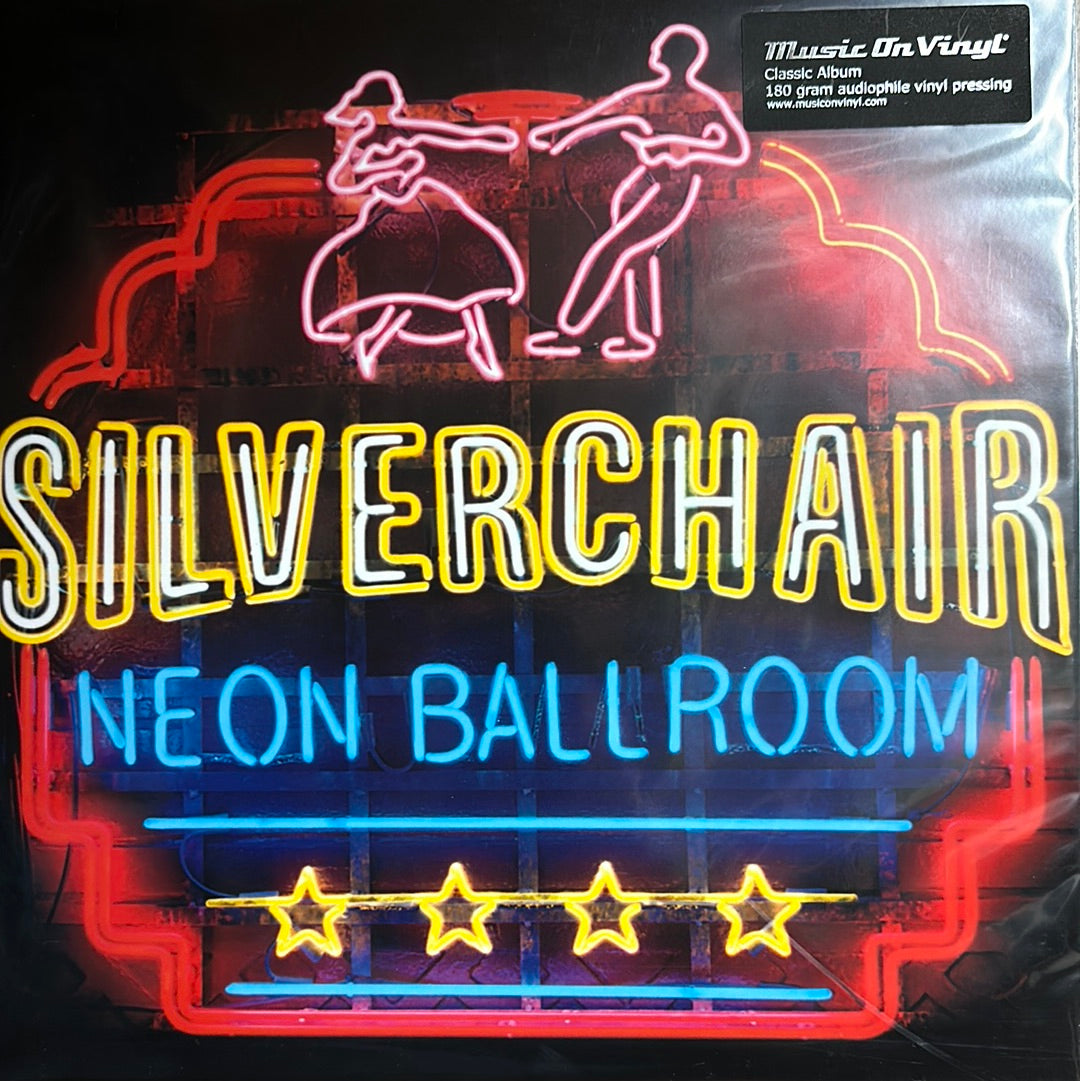 Music On Vinyl
Classic Album
180 gram audiophile vinyl pressing
www.musiconvinyl.com
SILVERCHAIR
NEON BALLROOM